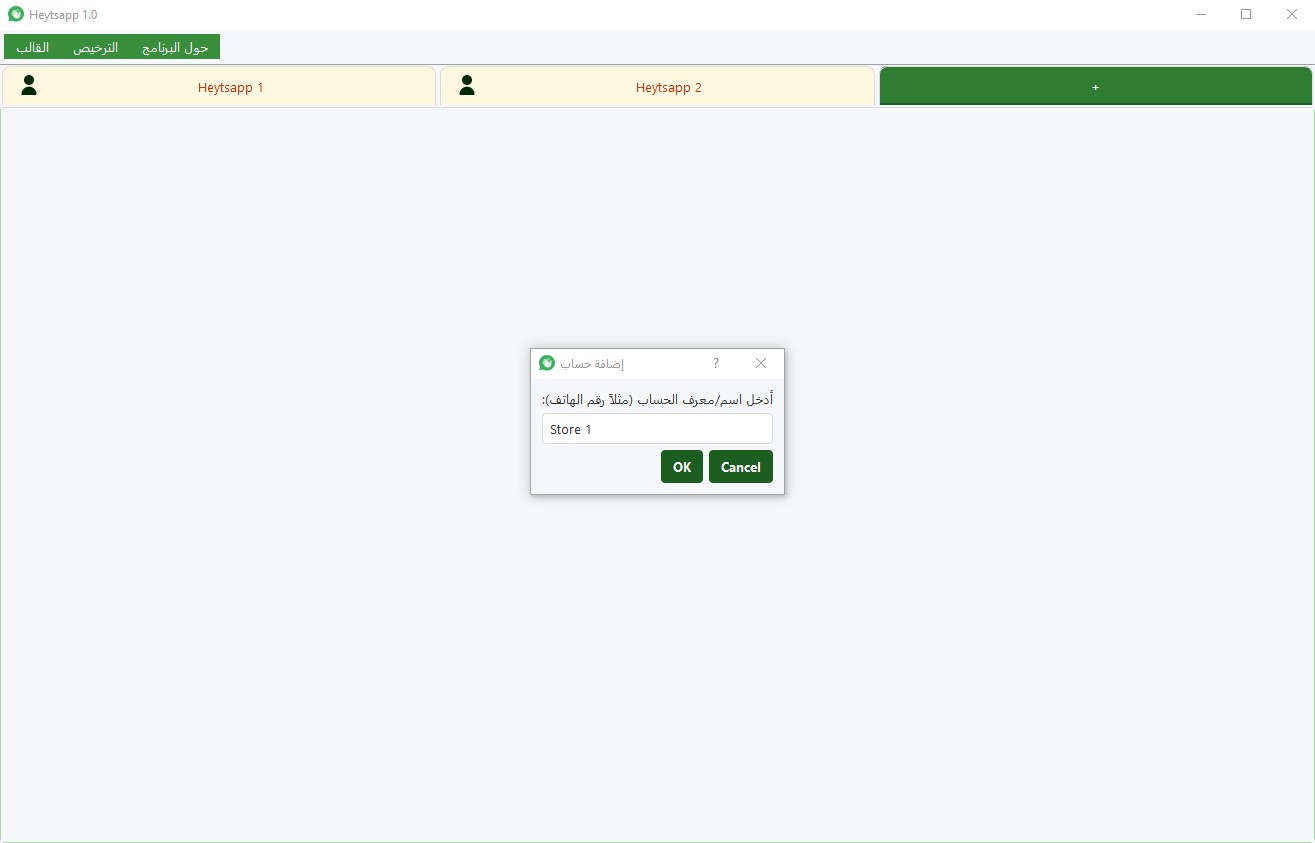 Heytsapp 1.0
القالب
الترخيص
حول البرنامج
Heytsapp 1
Heytsapp 2
+
إضافة حساب
?
أدخل اسم/معرف الحساب (مثلاً رقم الهاتف):
Store 1
OK
Cancel